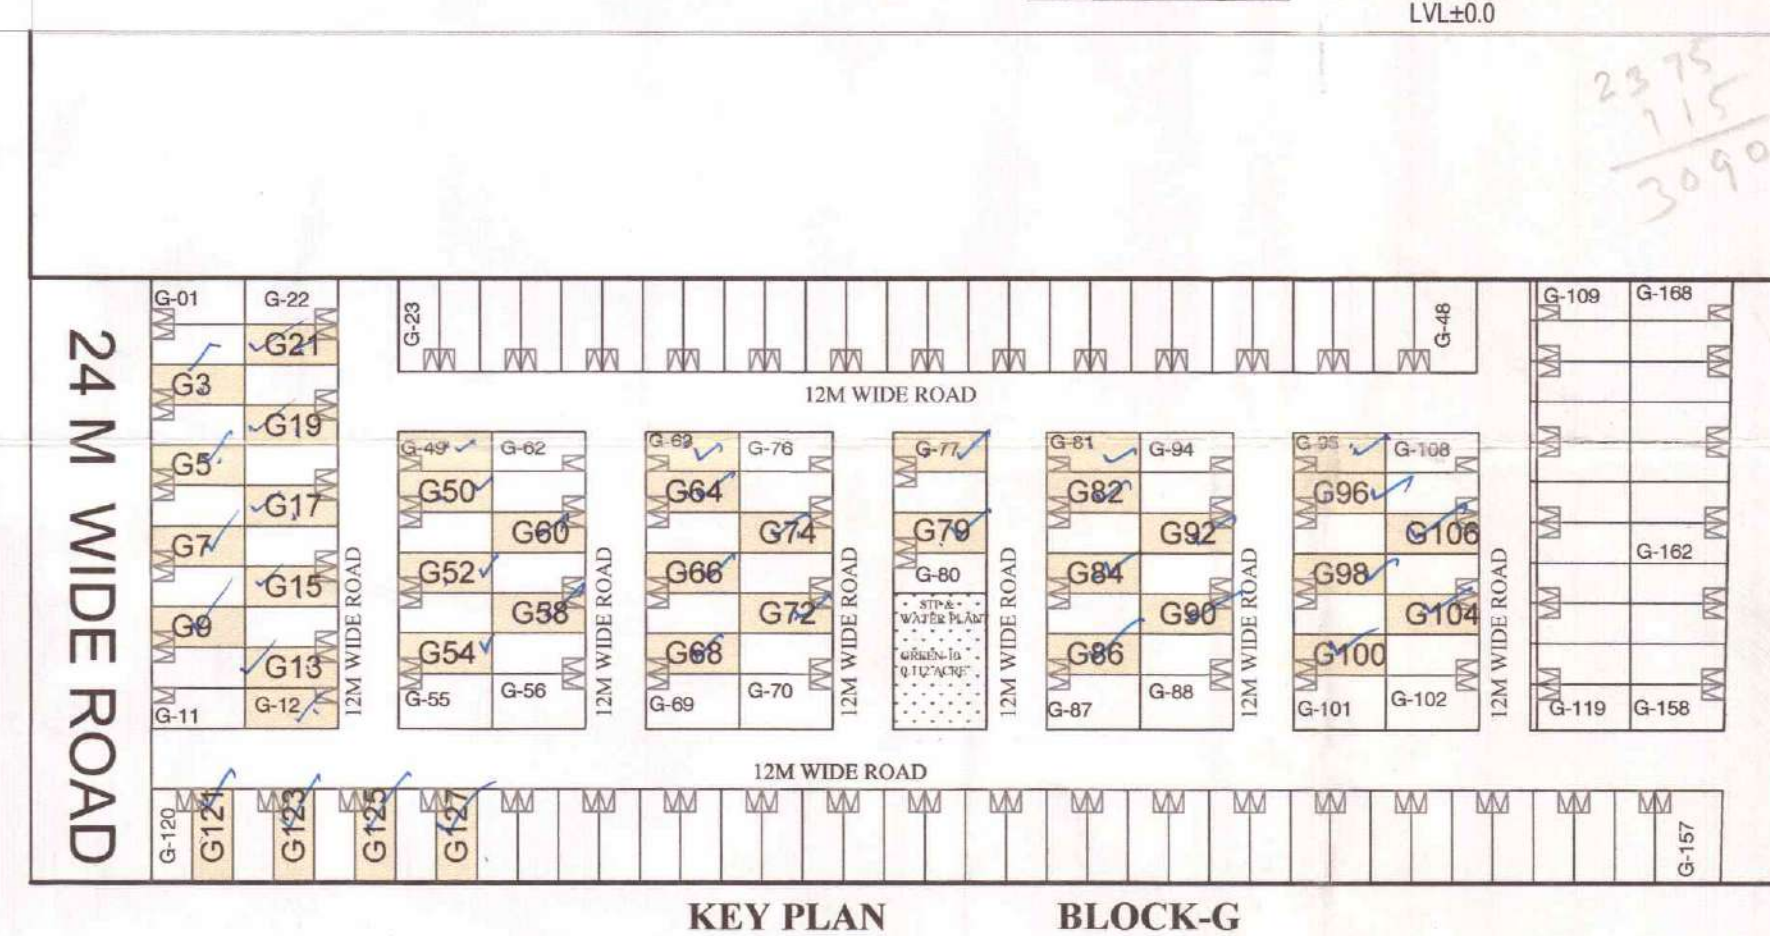 LVL±0.0
2375
715
3090
24 M WIDE ROAD
G-01
G-22
G21
G3
G19
G5
G17
G7
G15
G9
G13
G-11
G-12
12M WIDE ROAD
G-23
G-48
12M WIDE ROAD
G-49
G-62
G50
G60
G52
G58
G54
G-55
G-56
12M WIDE ROAD
G-63
G-76
G64
G74
G66
G72
G68
G-69
G-70
12M WIDE ROAD
G-77
G79
G-80
STP &
WATER PLANT
GREEN-10
0.112 ACRE
12M WIDE ROAD
G-81
G-94
G82
G92
G84
G90
G86
G-87
G-88
12M WIDE ROAD
G-95
G-108
G96
G106
G98
G104
G100
G-101
G-102
12M WIDE ROAD
G-109
G-168
G-162
G-119
G-158
12M WIDE ROAD
G-120
G121
G123
G125
G127
G-157
KEY PLAN BLOCK-G